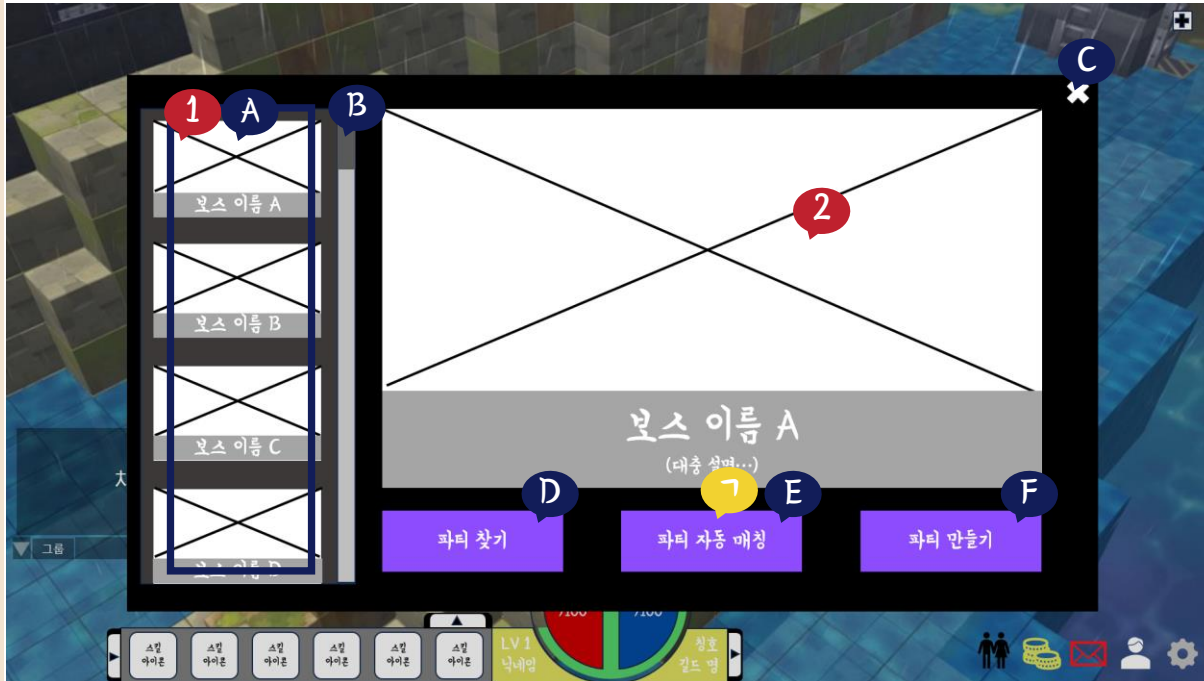 C
1 A B
보스 이름 A
보스 이름 B
보스 이름 C
보스 이름 D
2
보스 이름 A
(대충 설명...)
D
ㄱ E
F
파티 찾기
파티 자동 매칭
파티 만들기
그룹
/100 /100
스킬 아이콘
스킬 아이콘
스킬 아이콘
스킬 아이콘
스킬 아이콘
스킬 아이콘
LV 1
닉네임
칭호
길드 명